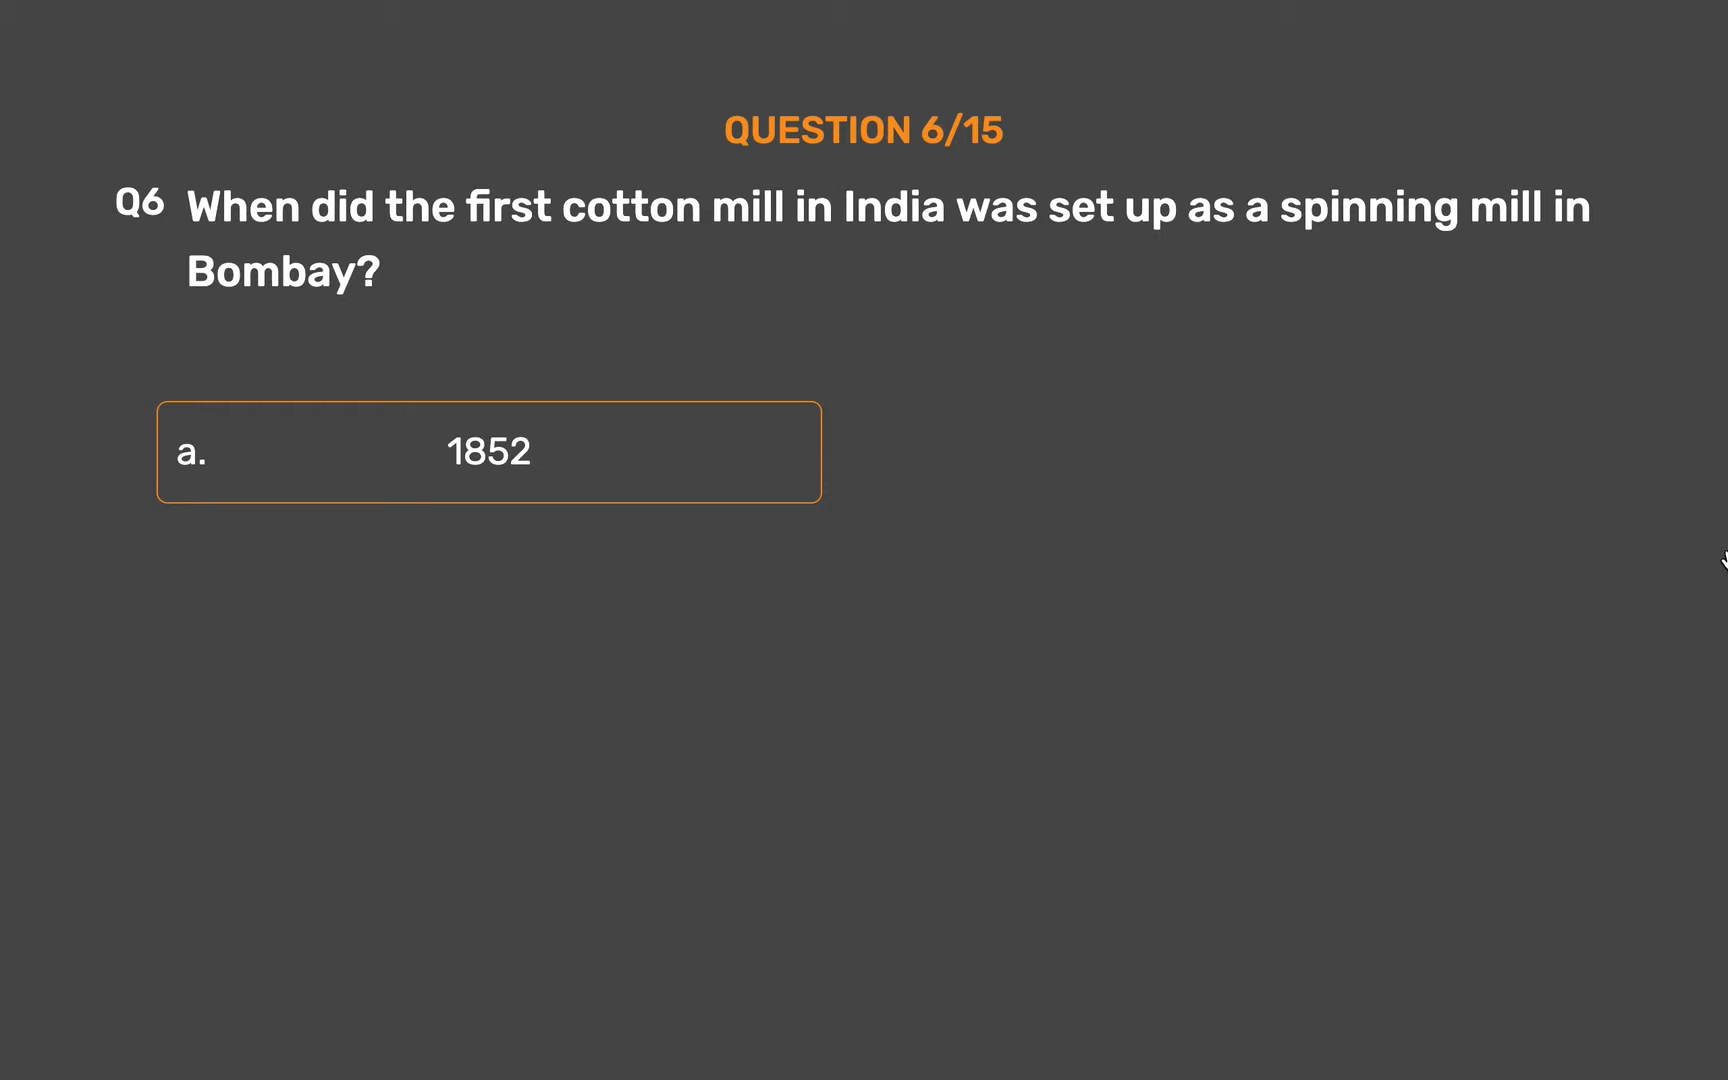 QUESTION 6/15
Q6 When did the first cotton mill in India was set up as a spinning mill in
Bombay?
a. 1852